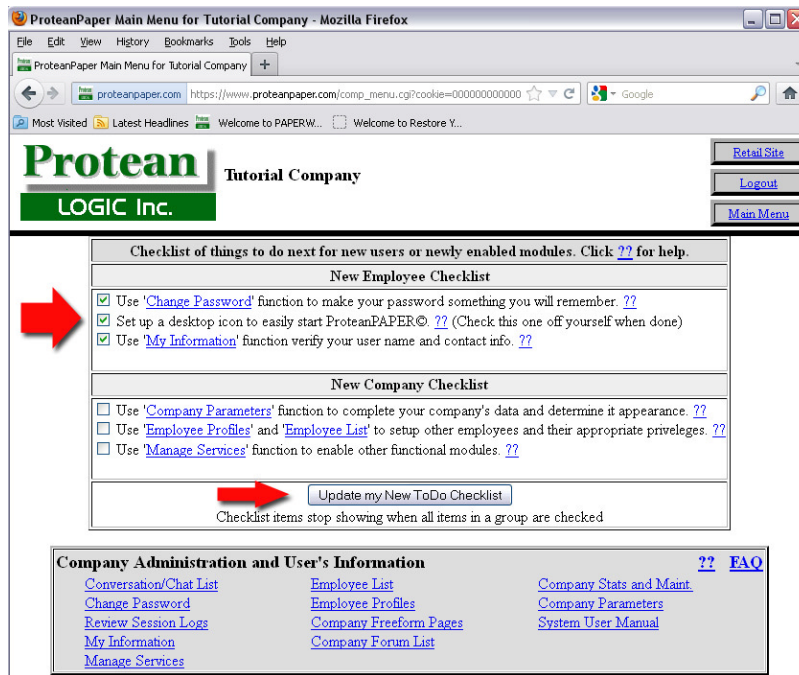 ProteanPaper Main Menu for Tutorial Company - Mozilla Firefox
File Edit View History Bookmarks Tools Help
ProteanPaper Main Menu for Tutorial Company +
proteanpaper.com https://www.proteanpaper.com/comp_menu.cgi?cookie=000000000000 Google
Most Visited Latest Headlines Welcome to PAPERW... Welcome to Restore Y...
Protean
LOGIC Inc.
Tutorial Company
Retail Site
Logout
Main Menu
Checklist of things to do next for new users or newly enabled modules. Click ?? for help.
New Employee Checklist
Use 'Change Password' function to make your password something you will remember. ??
Set up a desktop icon to easily start ProteanPAPER©. ?? (Check this one off yourself when done)
Use 'My Information' function verify your user name and contact info. ??
New Company Checklist
Use 'Company Parameters' function to complete your company's data and determine it appearance. ??
Use 'Employee Profiles' and 'Employee List' to setup other employees and their appropriate priveleges. ??
Use 'Manage Services' function to enable other functional modules. ??
Update my New ToDo Checklist
Checklist items stop showing when all items in a group are checked
Company Administration and User's Information ?? FAQ
Conversation/Chat List Employee List Company Stats and Maint.
Change Password Employee Profiles Company Parameters
Review Session Logs Company Freeform Pages System User Manual
My Information Company Forum List
Manage Services